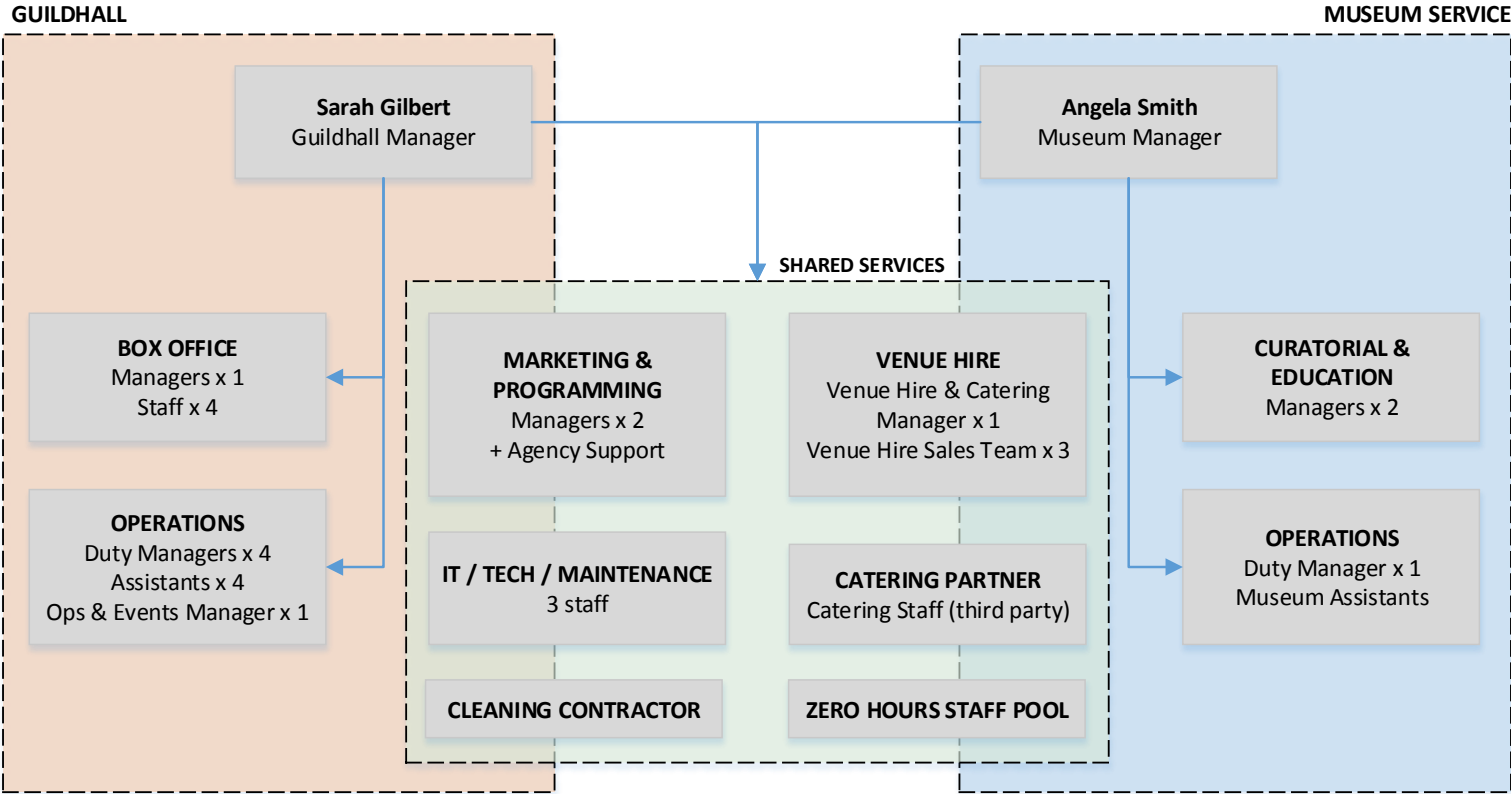 GUILDHALL
MUSEUM SERVICE
Sarah Gilbert
Guildhall Manager
Angela Smith
Museum Manager
SHARED SERVICES
BOX OFFICE
Managers x 1
Staff x 4
MARKETING &
PROGRAMMING
Managers x 2
+ Agency Support
VENUE HIRE
Venue Hire & Catering
Manager x 1
Venue Hire Sales Team x 3
CURATORIAL &
EDUCATION
Managers x 2
OPERATIONS
Duty Managers x 4
Assistants x 4
Ops & Events Manager x 1
IT / TECH / MAINTENANCE
3 staff
CATERING PARTNER
Catering Staff (third party)
OPERATIONS
Duty Manager x 1
Museum Assistants
CLEANING CONTRACTOR
ZERO HOURS STAFF POOL